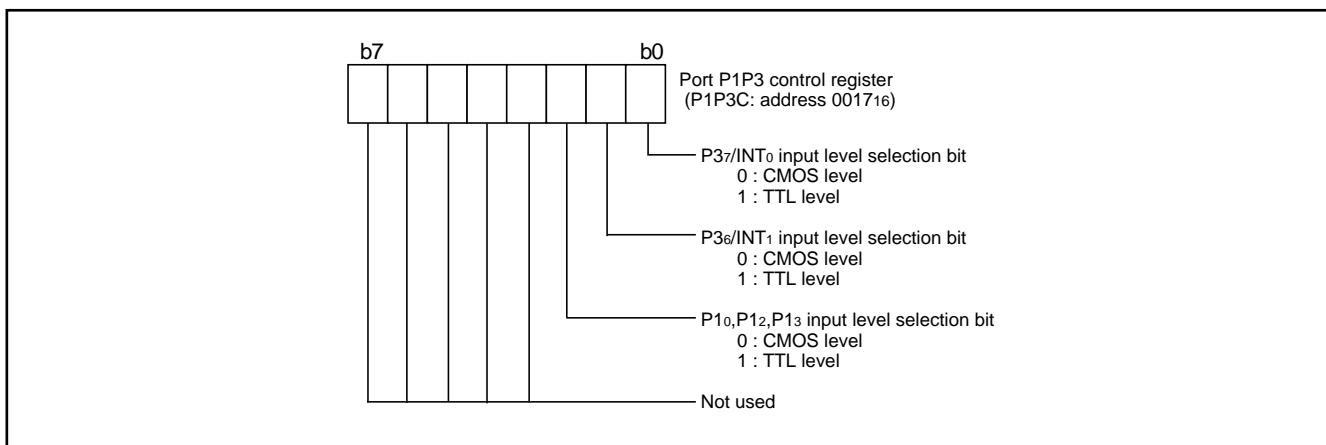 b7 b0
Port P1P3 control register
(P1P3C: address 001716)
P37/INT0 input level selection bit
0 : CMOS level
1 : TTL level
P36/INT1 input level selection bit
0 : CMOS level
1 : TTL level
P10,P12,P13 input level selection bit
0 : CMOS level
1 : TTL level
Not used